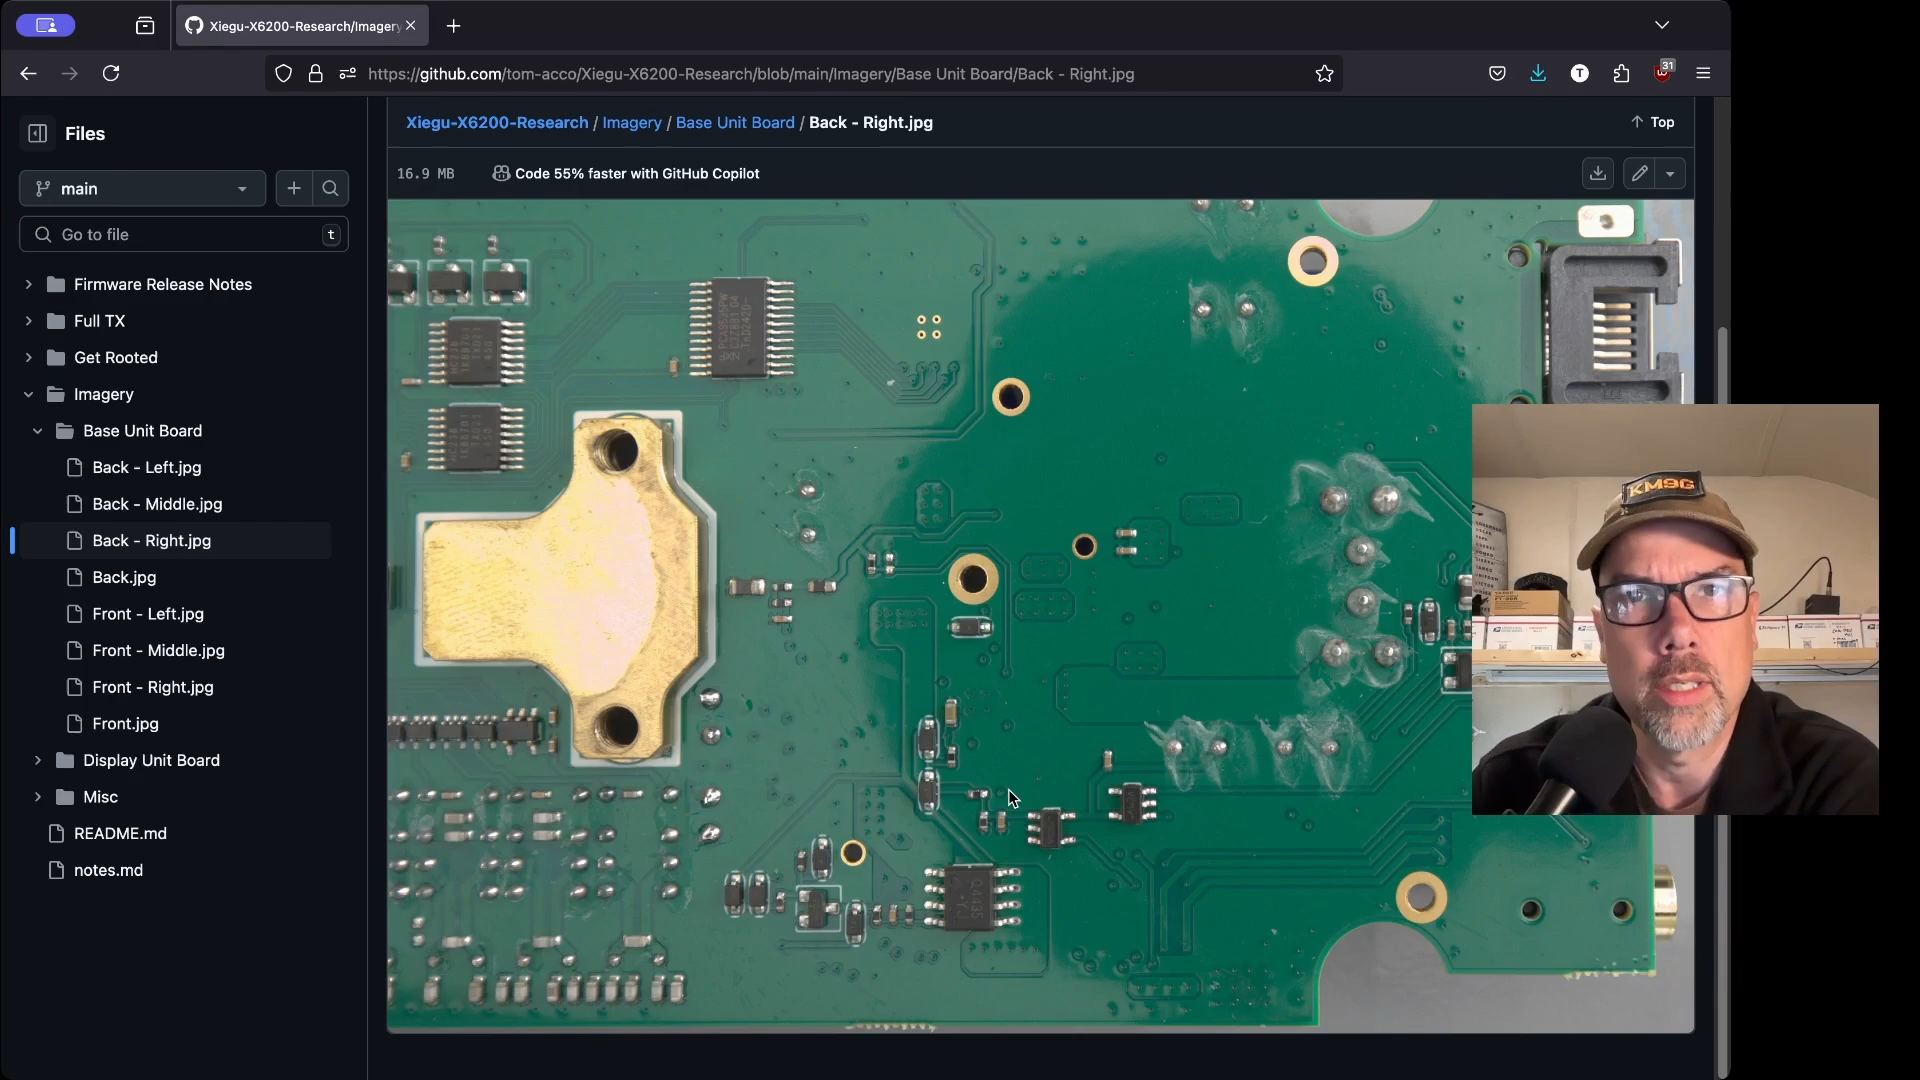 Xiegu-X6200-Research/Imagery
https://github.com/tom-acco/Xiegu-X6200-Research/blob/main/Imagery/Base Unit Board/Back - Right.jpg
T
31
Files
main
Go to file
t
Firmware Release Notes
Full TX
Get Rooted
Imagery
Base Unit Board
Back - Left.jpg
Back - Middle.jpg
Back - Right.jpg
Back.jpg
Front - Left.jpg
Front - Middle.jpg
Front - Right.jpg
Front.jpg
Display Unit Board
Misc
README.md
notes.md
Xiegu-X6200-Research / Imagery / Base Unit Board / Back - Right.jpg
Top
16.9 MB
Code 55% faster with GitHub Copilot
Q4435
KM9G